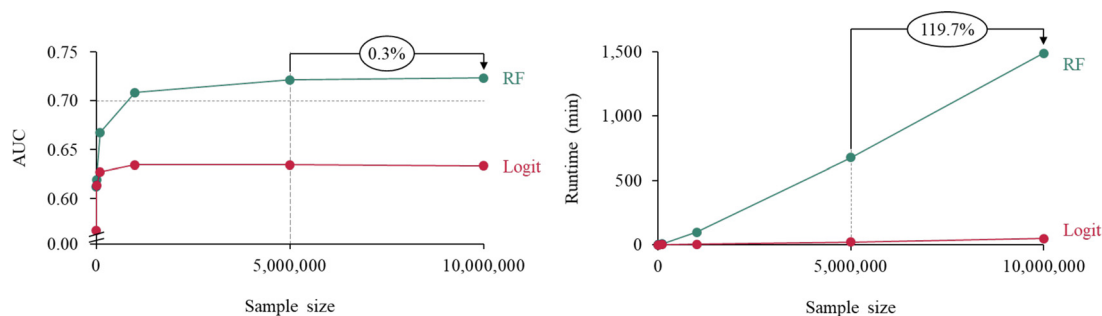 0.3%
0.75
0.70
0.65
0.60
0.00
AUC
RF
Logit
0
5,000,000
10,000,000
Sample size
119.7%
1,500
1,000
500
0
Runtime (min)
RF
Logit
0
5,000,000
10,000,000
Sample size